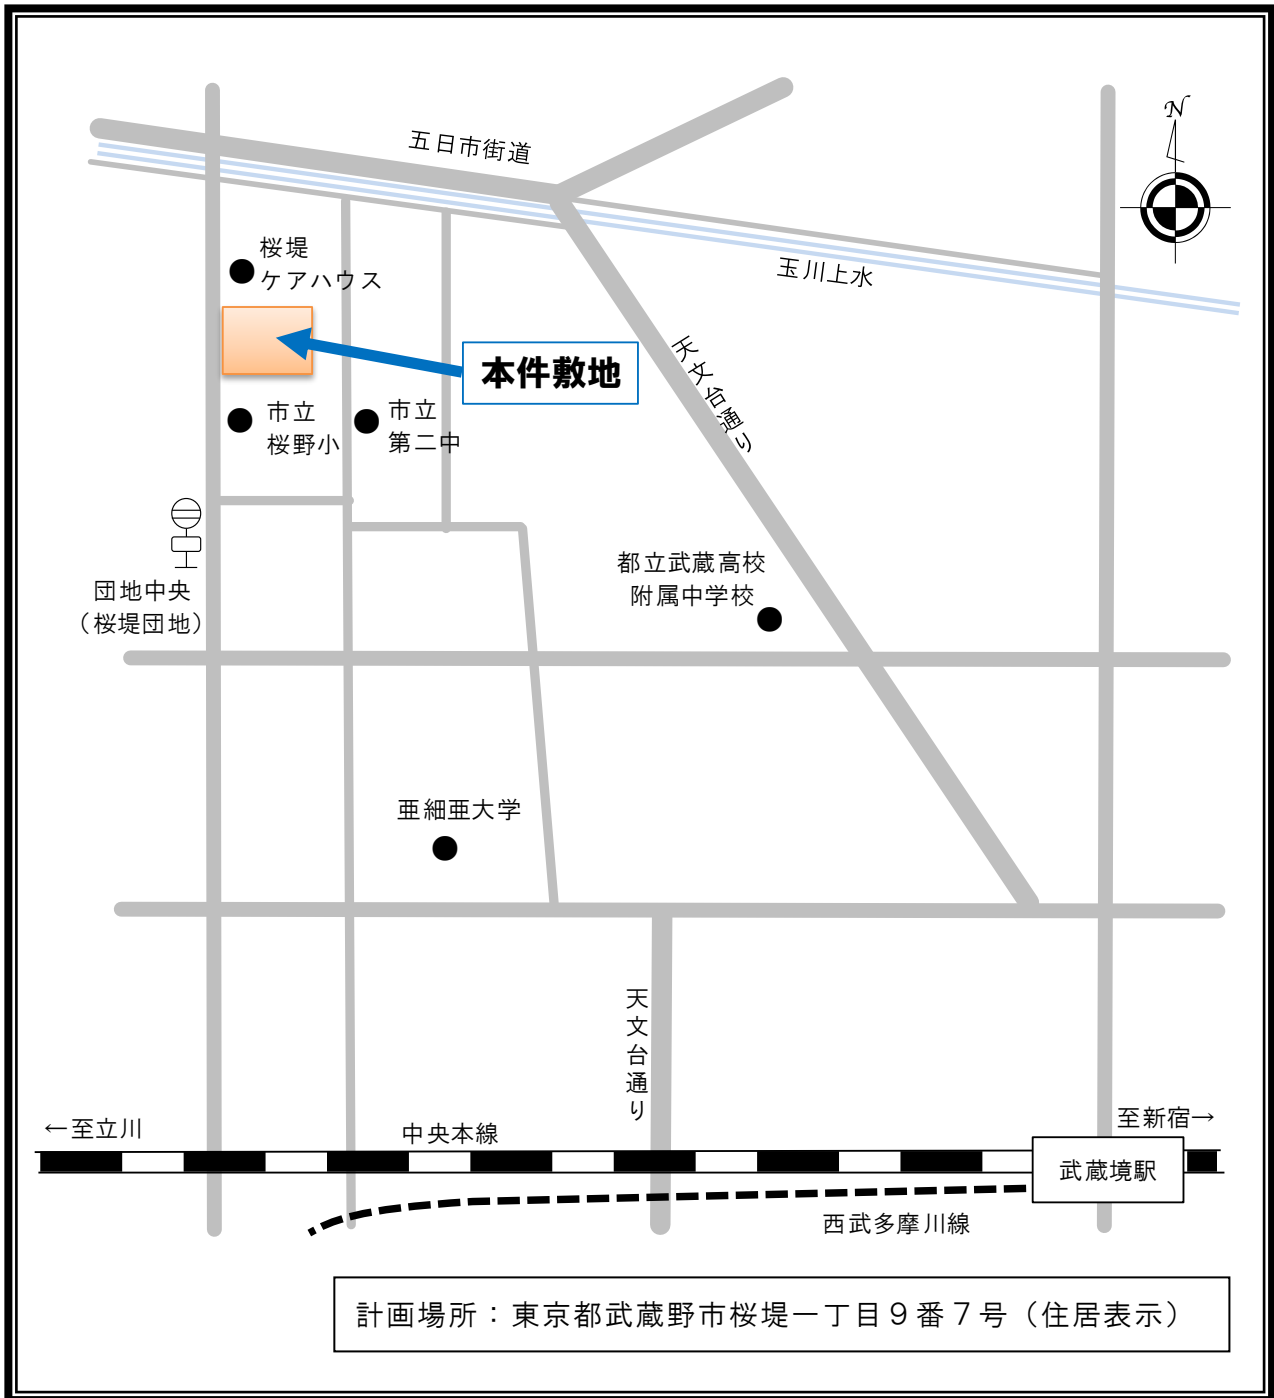 N
五日市街道
桜堤
ケアハウス
玉川上水
天文台通り
本件敷地
市立
桜野小
市立
第二中
団地中央
（桜堤団地）
都立武蔵高校
附属中学校
亜細亜大学
天文台通り
←至立川
中央本線
至新宿→
武蔵境駅
西武多摩川線
計画場所：東京都武蔵野市桜堤一丁目９番７号（住居表示）